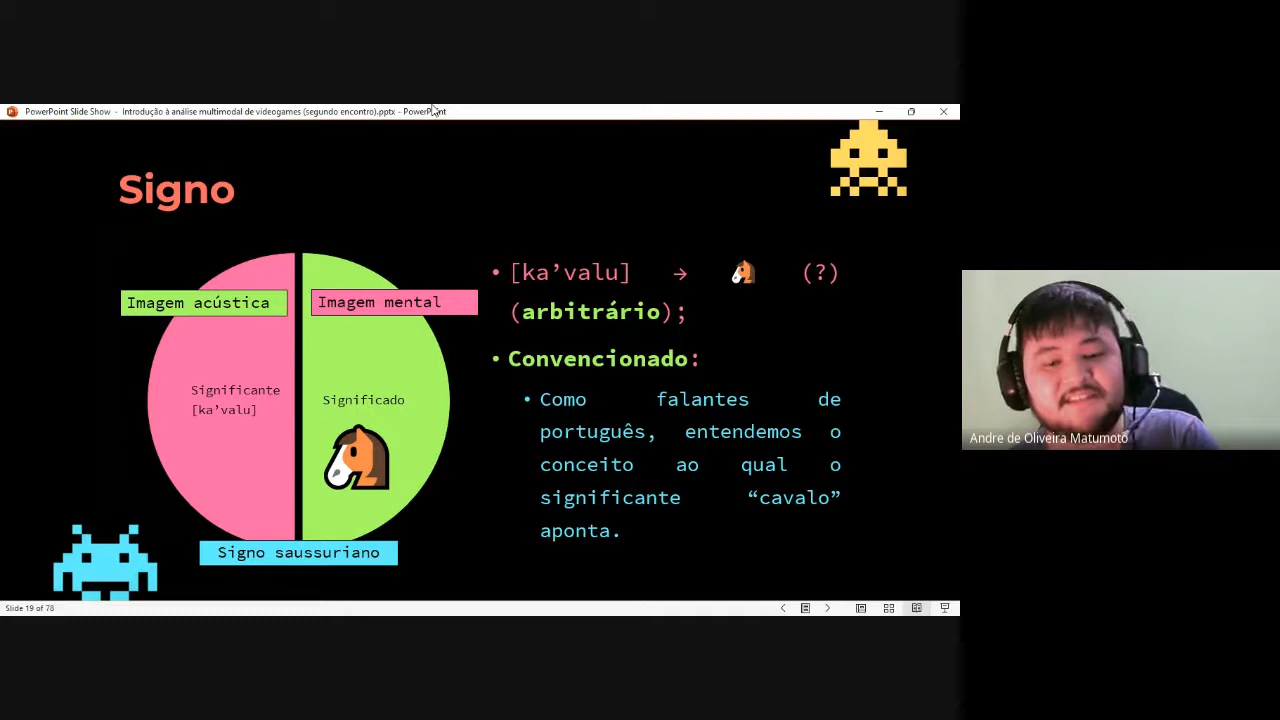 PowerPoint Slide Show - Introdução à análise multimodal de videogames (segundo encontro).pptx - PowerPoint
Signo
Imagem acústica
Imagem mental
Significante
[ka’valu]
Significado
Signo saussuriano
• [ka’valu] → (?)
(arbitrário);
• Convencionado:
• Como falantes de
português, entendemos o
conceito ao qual o
significante “cavalo”
aponta.
Andre de Oliveira Matumoto
Slide 19 of 78